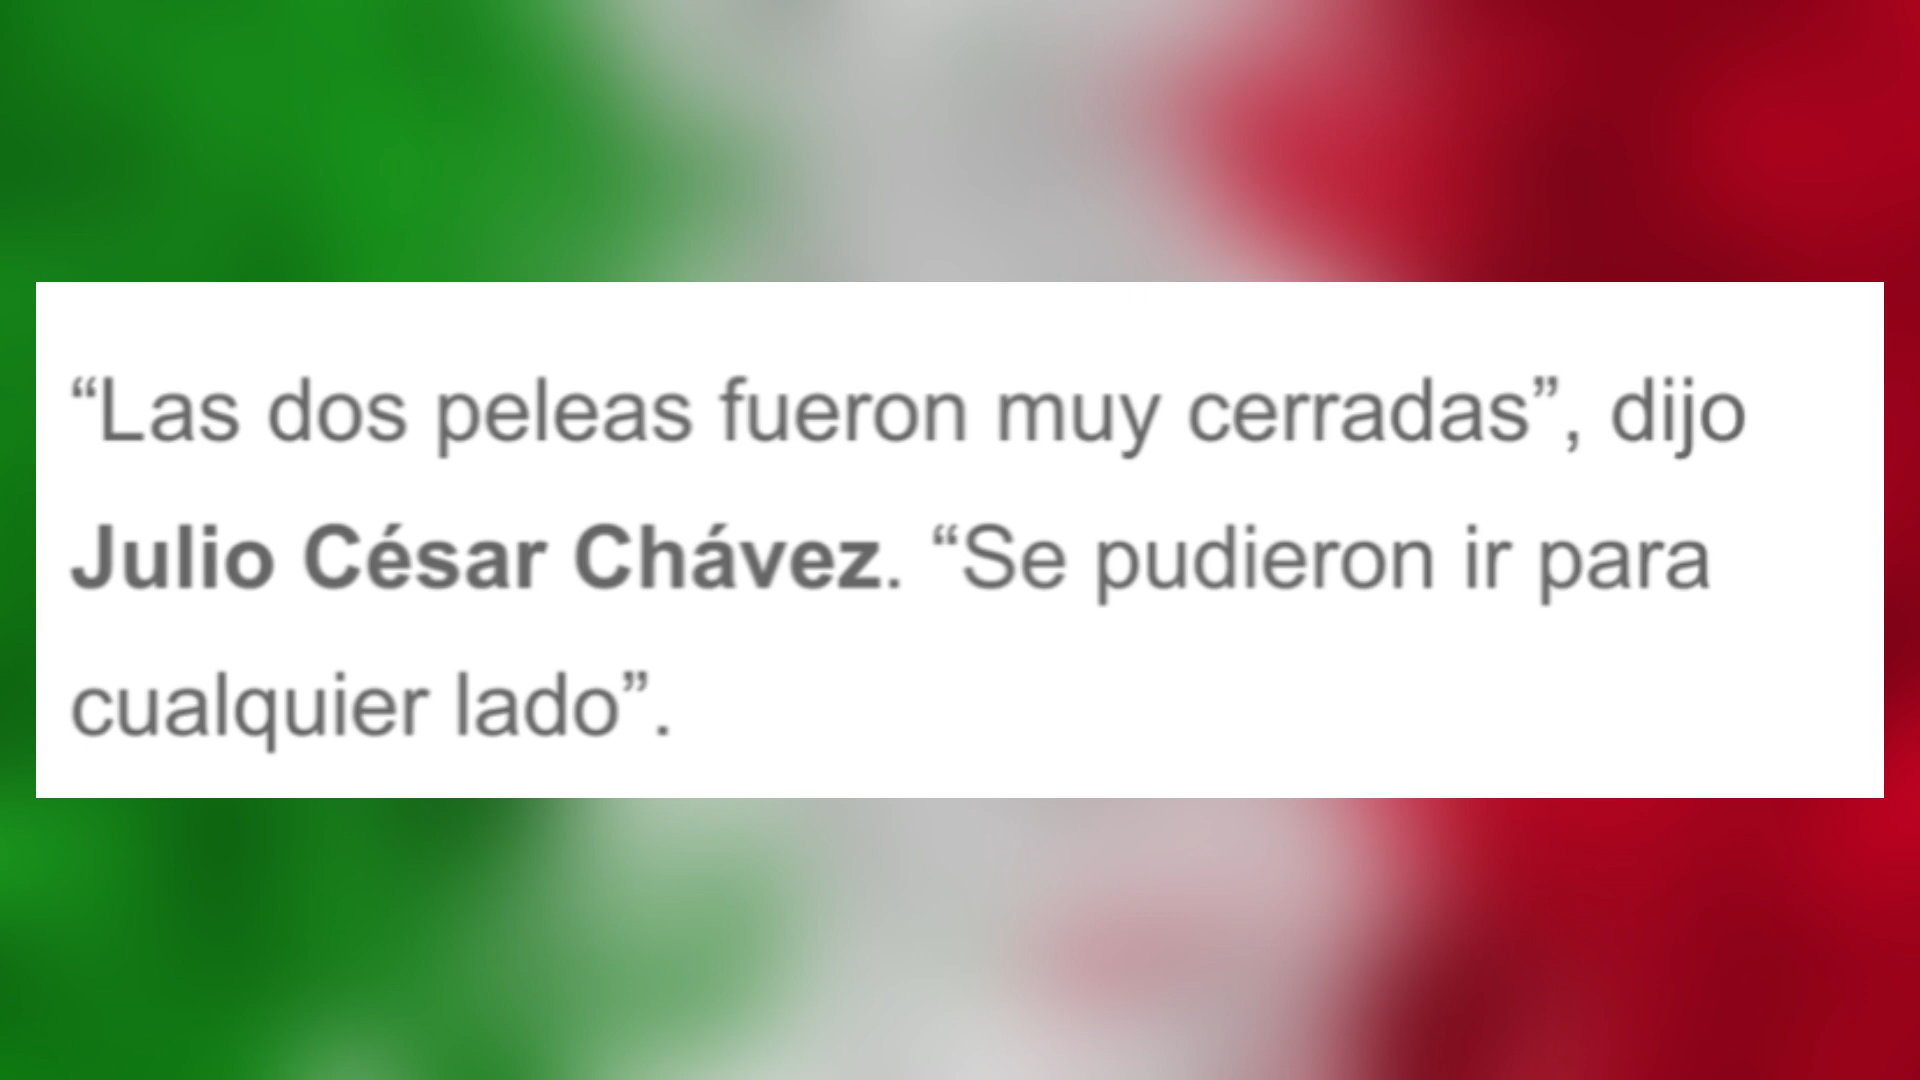 “Las dos peleas fueron muy cerradas”, dijo
Julio César Chávez. “Se pudieron ir para
cualquier lado”.